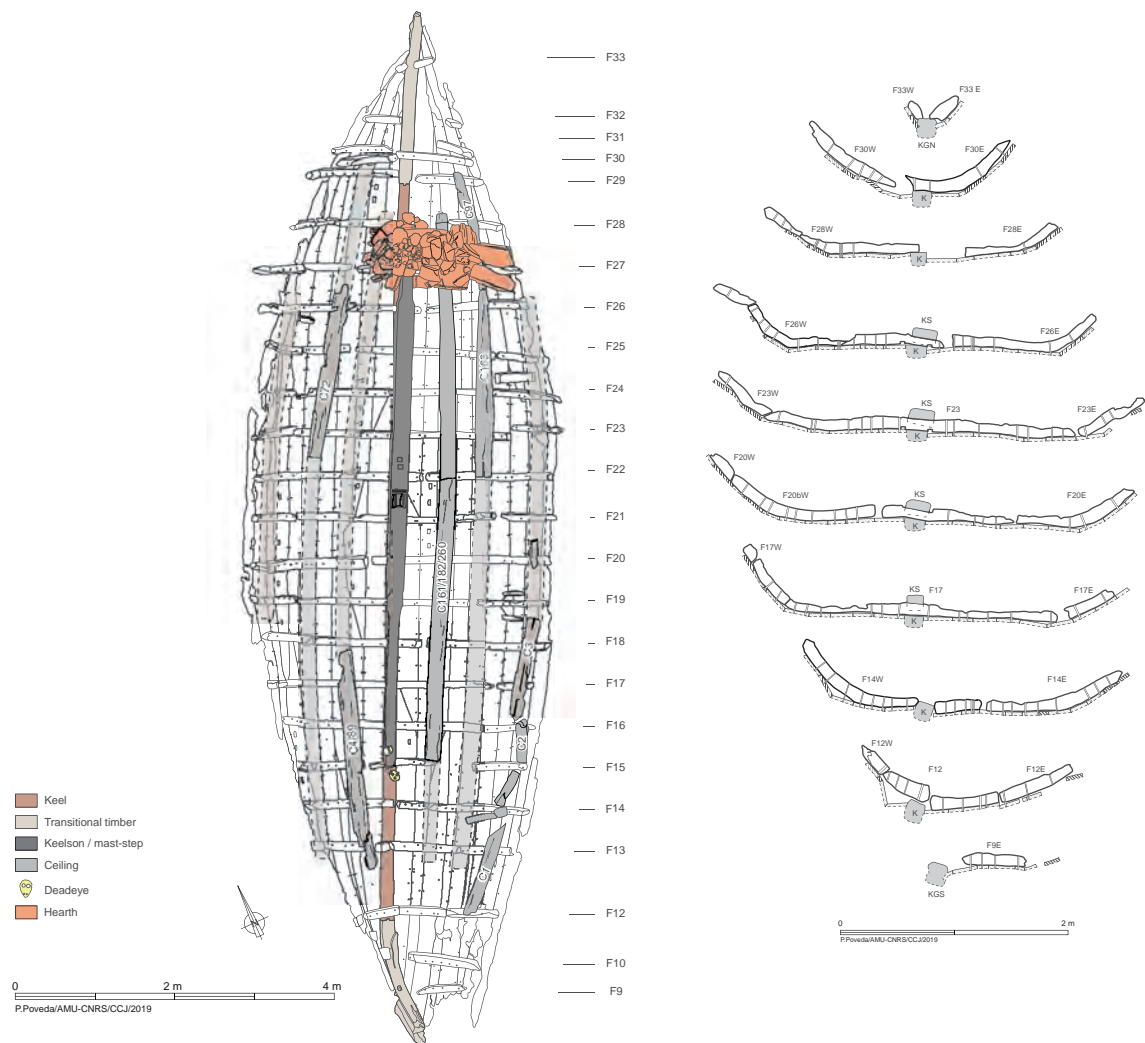 F33
F32
F31
F30
F29
F28
F27
F26
F25
F24
F23
F22
F21
F20
F19
F18
F17
F16
F15
F14
F13
F12
F10
F9
C97
C72
C161/182/260
C3
C2
C1
Keel
Transitional timber
Keelson / mast-step
Ceiling
Deadeye
Hearth
0 2 m 4 m
P.Poveda/AMU-CNRS/CCJ/2019
F33W F33 E
KGN
F30W F30E
K
F28W F28E
K
F26W KS F26E
K
F23W KS F23 F23E
K
F20W F20bW KS F20E
K
F17W KS F17 F17E
K
F14W F14E
K
F12W F12 F12E
K
F9E
KGS
0 2 m
P.Poveda/AMU-CNRS/CCJ/2019